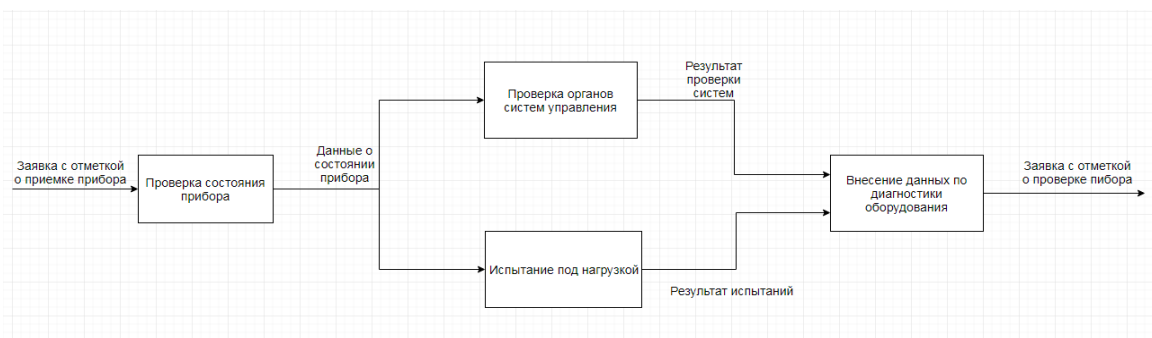 Заявка с отметкой
о приемке прибора
Проверка состояния
прибора
Данные о
состоянии
прибора
Проверка органов
систем управления
Результат
проверки
систем
Испытание под нагрузкой
Результат испытаний
Внесение данных по
диагностики
оборудования
Заявка с отметкой
о проверке пибора